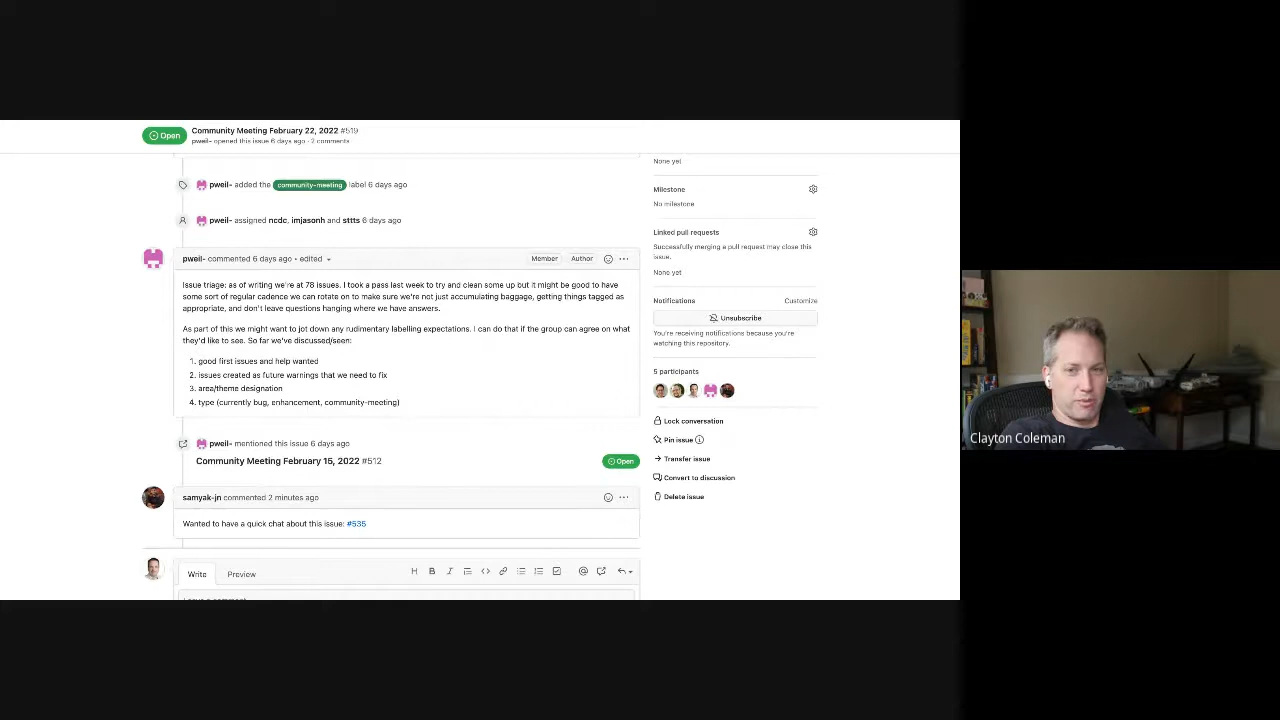 Open
Community Meeting February 22, 2022 #519
pweil- opened this issue 6 days ago · 2 comments
pweil- added the community-meeting label 6 days ago
pweil- assigned ncdc, imjasonh and sttts 6 days ago
pweil- commented 6 days ago • edited
Member
Author
Issue triage: as of writing we're at 78 issues. I took a pass last week to try and clean some up but it might be good to have
some sort of regular cadence we can rotate on to make sure we're not just accumulating baggage, getting things tagged as
appropriate, and don't leave questions hanging where we have answers.
As part of this we might want to jot down any rudimentary labelling expectations. I can do that if the group can agree on what
they'd like to see. So far we've discussed/seen:
1. good first issues and help wanted
2. issues created as future warnings that we need to fix
3. area/theme designation
4. type (currently bug, enhancement, community-meeting)
pweil- mentioned this issue 6 days ago
Community Meeting February 15, 2022 #512
Open
samyak-jn commented 2 minutes ago
Wanted to have a quick chat about this issue: #535
Write
Preview
None yet
Milestone
No milestone
Linked pull requests
Successfully merging a pull request may close this
issue.
None yet
Notifications
Customize
Unsubscribe
You're receiving notifications because you're
watching this repository.
5 participants
Lock conversation
Pin issue
Transfer issue
Convert to discussion
Delete issue
Clayton Coleman